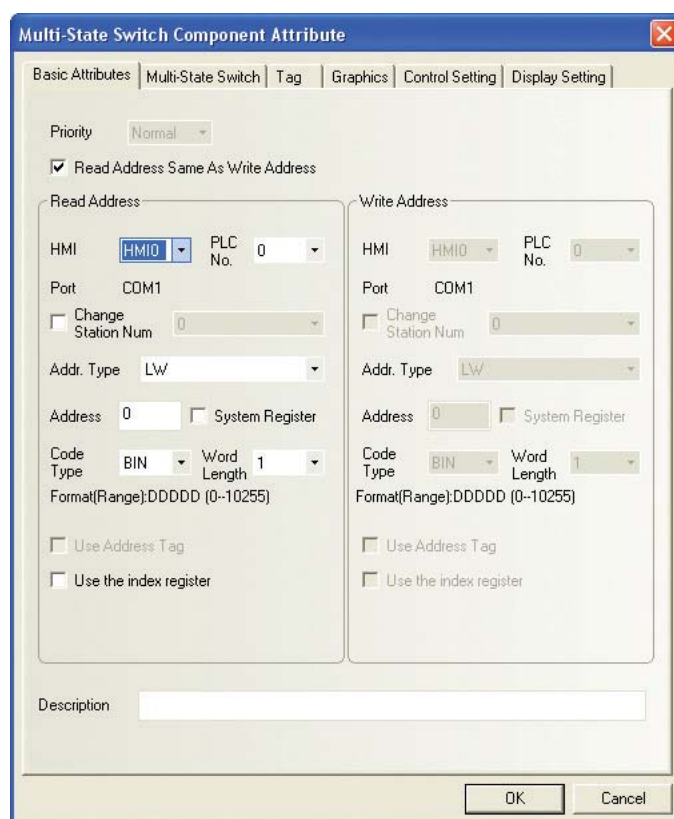 Multi-State Switch Component Attribute
Basic Attributes Multi-State Switch Tag Graphics Control Setting Display Setting
Priority Normal
Read Address Same As Write Address
Read Address
HMI HMI0 PLC No. 0
Port COM1
Change Station Num 0
Addr. Type LW
Address 0 System Register
Code Type BIN Word Length 1
Format(Range):DDDDD (0--10255)
Use Address Tag
Use the index register
Write Address
HMI HMI0 PLC No. 0
Port COM1
Change Station Num 0
Addr. Type LW
Address 0 System Register
Code Type BIN Word Length 1
Format(Range):DDDDD (0--10255)
Use Address Tag
Use the index register
Description
OK Cancel